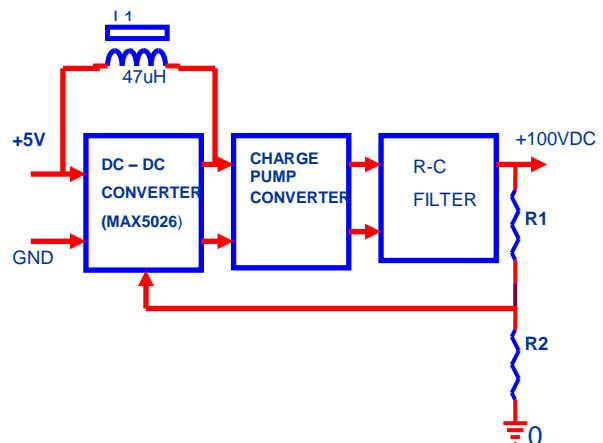 L1
47uH
+5V
+100VDC
DC – DC
CONVERTER
(MAX5026)
CHARGE
PUMP
CONVERTER
R-C
FILTER
R1
GND
R2
0